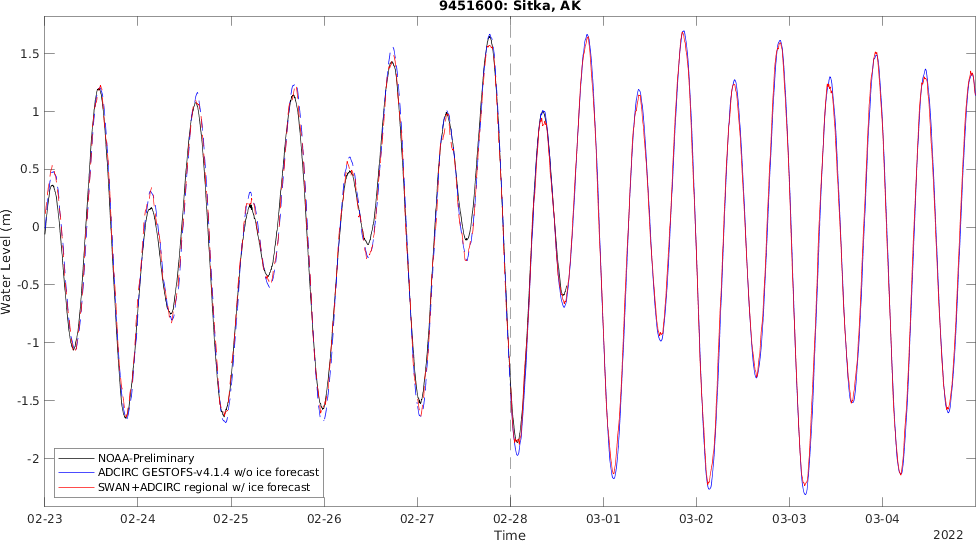 9451600: Sitka, AK
Water Level (m)
1.5
1
0.5
0
-0.5
-1
-1.5
-2
NOAA-Preliminary
ADCIRC GESTOFS-v4.1.4 w/o ice forecast
SWAN+ADCIRC regional w/ ice forecast
02-23 02-24 02-25 02-26 02-27 02-28 03-01 03-02 03-03 03-04
Time
2022